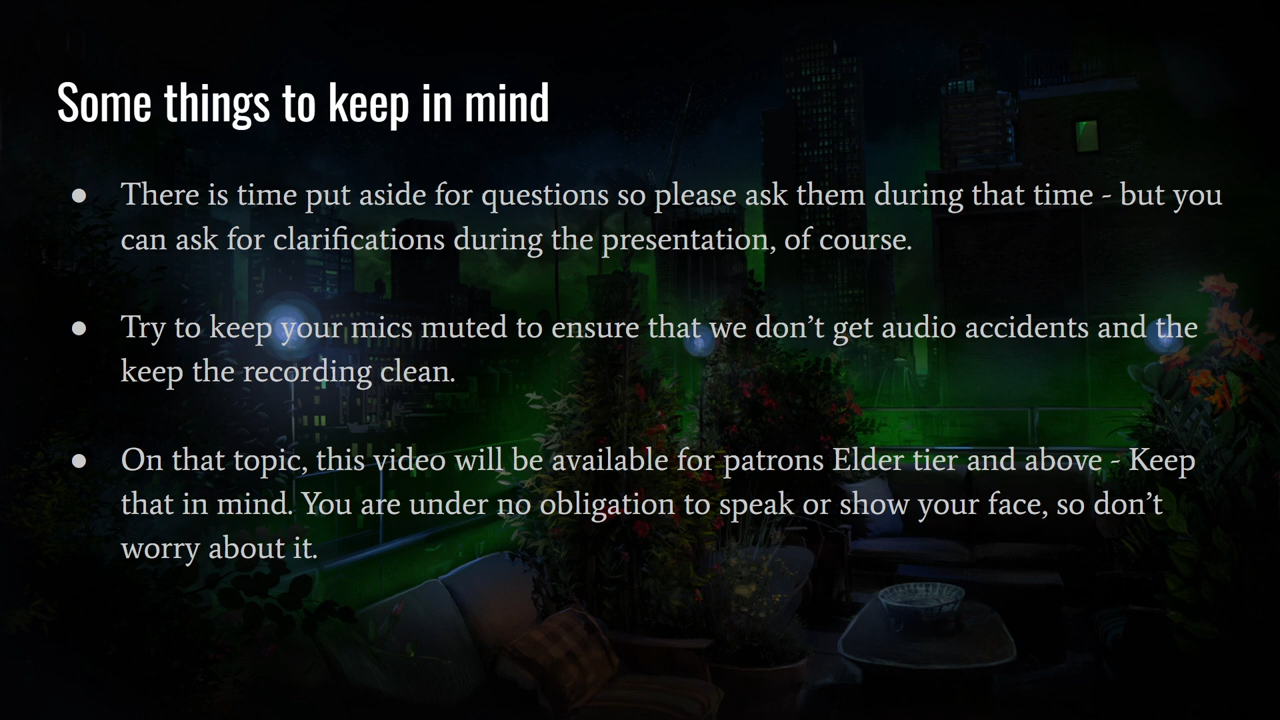 Some things to keep in mind
● There is time put aside for questions so please ask them during that time - but you
can ask for clarifications during the presentation, of course.
● Try to keep your mics muted to ensure that we don’t get audio accidents and the
keep the recording clean.
● On that topic, this video will be available for patrons Elder tier and above - Keep
that in mind. You are under no obligation to speak or show your face, so don’t
worry about it.